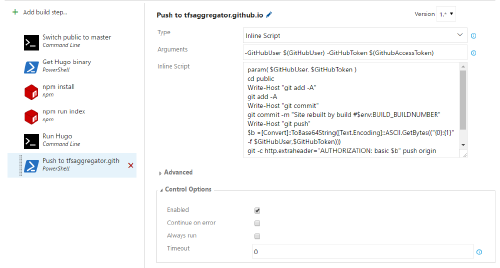 + Add build step...
Switch public to master
Command Line
Get Hugo binary
PowerShell
npm install
npm
npm run index
npm
Run Hugo
Command Line
Push to tfsaggregator.gith
PowerShell
Push to tfsaggregator.github.io
Version 1.*
Type
Inline Script
Arguments
-GitHubUser $(GitHubUser) -GitHubToken $(GithubAccessToken)
Inline Script
param( $GitHubUser, $GitHubToken )
cd public
Write-Host "git add -A"
git add -A
Write-Host "git commit"
git commit -m "Site rebuilt by build #$env:BUILD_BUILDNUMBER"
Write-Host "git push"
$b =[Convert]::ToBase64String([Text.Encoding]::ASCII.GetBytes(("{0}:{1}"
-f $GitHubUser,$GitHubToken)))
git -c http.extraheader="AUTHORIZATION: basic $b" push origin
Advanced
Control Options
Enabled
Continue on error
Always run
Timeout
0